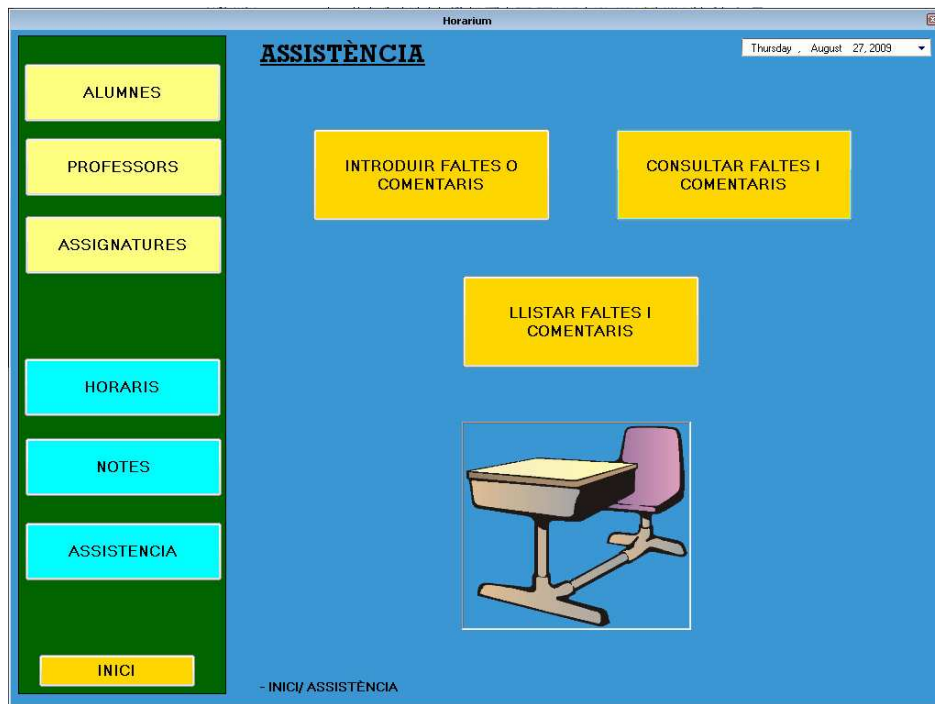 Horarium
ASSISTÈNCIA
Thursday , August 27, 2009
ALUMNES
PROFESSORS
ASSIGNATURES
HORARIS
NOTES
ASSISTENCIA
INICI
INTRODUIR FALTES O
COMENTARIS
CONSULTAR FALTES I
COMENTARIS
LLISTAR FALTES I
COMENTARIS
- INICI/ ASSISTÈNCIA